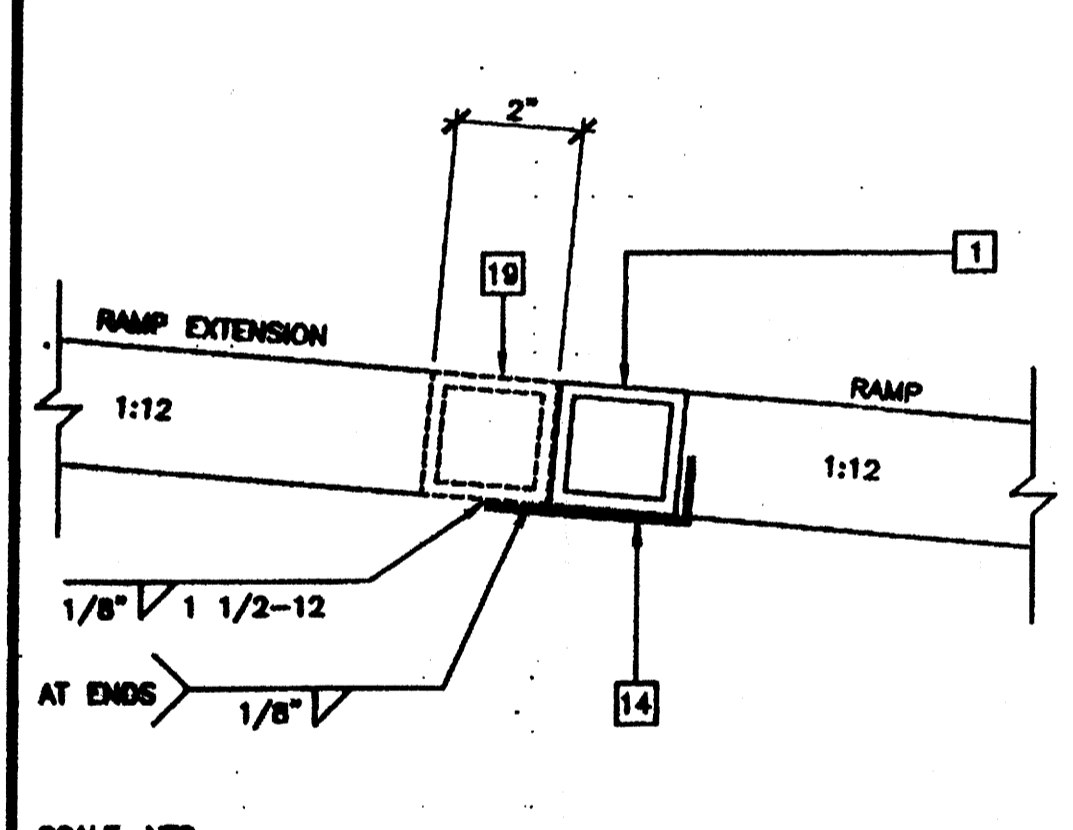 2"
19
1
RAMP EXTENSION
RAMP
1:12
1:12
1/8" 1 1/2-12
AT ENDS
1/8"
14